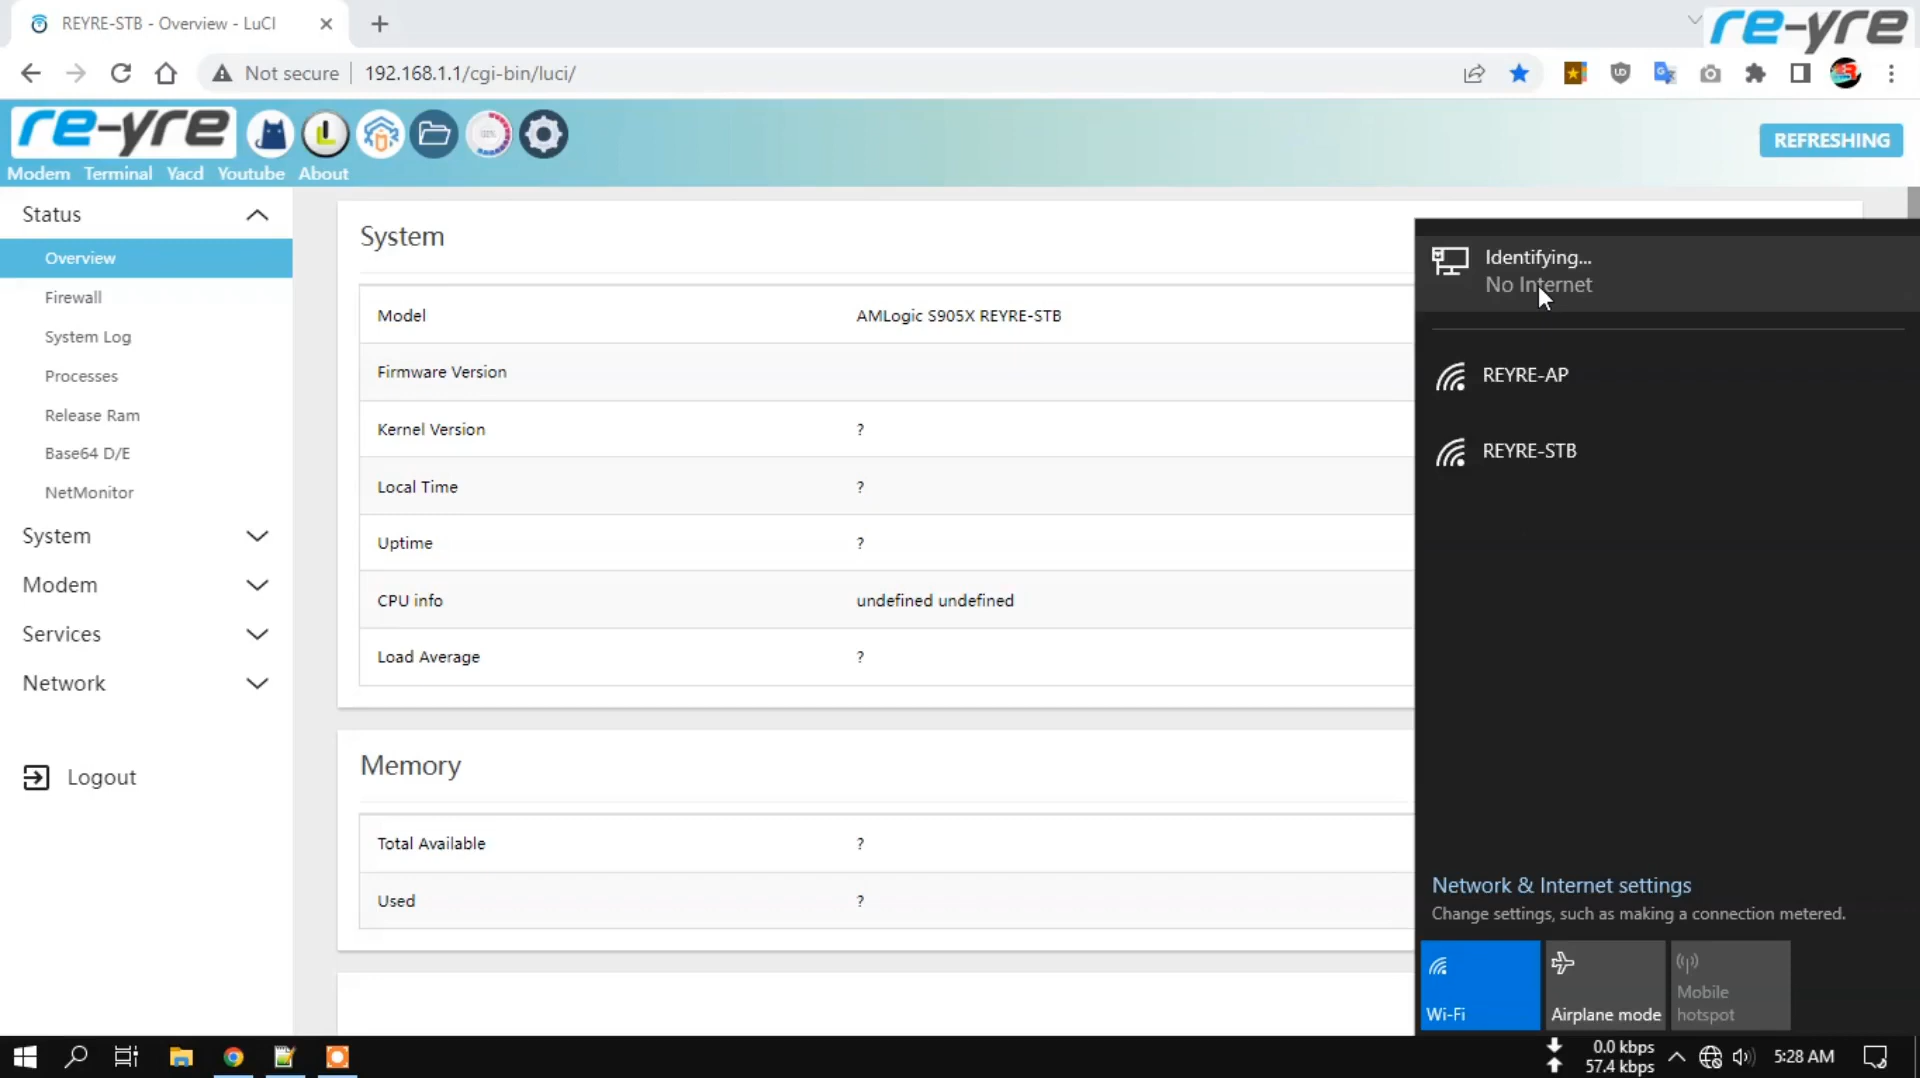 REYRE-STB - Overview - LuCI
re-yre
Not secure
192.168.1.1/cgi-bin/luci/
re-yre
REFRESHING
Modem Terminal Yacd Youtube About
Status
Overview
Firewall
System Log
Processes
Release Ram
Base64 D/E
NetMonitor
System
Modem
Services
Network
Logout
System
Model AMLogic S905X REYRE-STB
Firmware Version
Kernel Version ?
Local Time ?
Uptime ?
CPU info undefined undefined
Load Average ?
Memory
Total Available ?
Used ?
Identifying...
No Internet
REYRE-AP
REYRE-STB
Network & Internet settings
Change settings, such as making a connection metered.
Wi-Fi
Airplane mode
Mobile
hotspot
0.0 kbps
57.4 kbps
5:28 AM